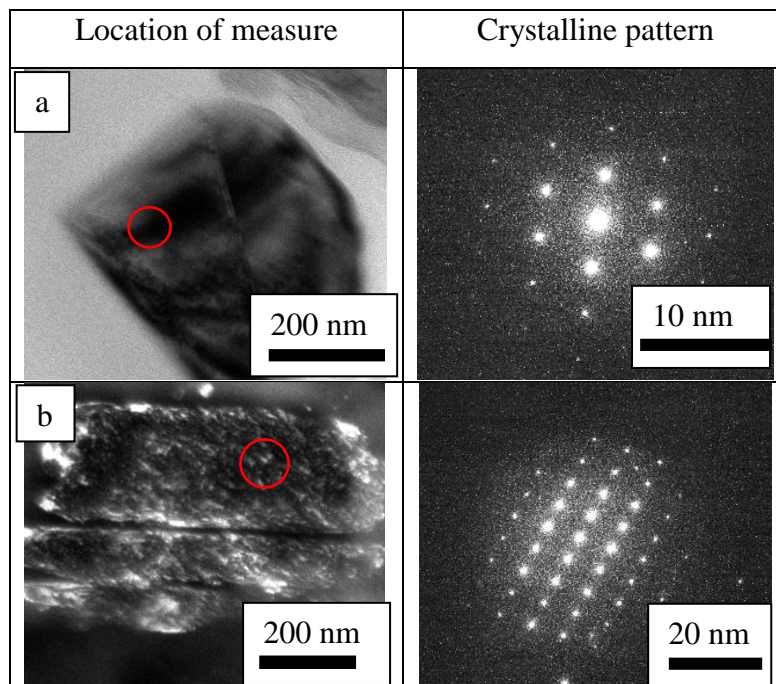 Location of measure
Crystalline pattern
a
200 nm
10 nm
b
200 nm
20 nm